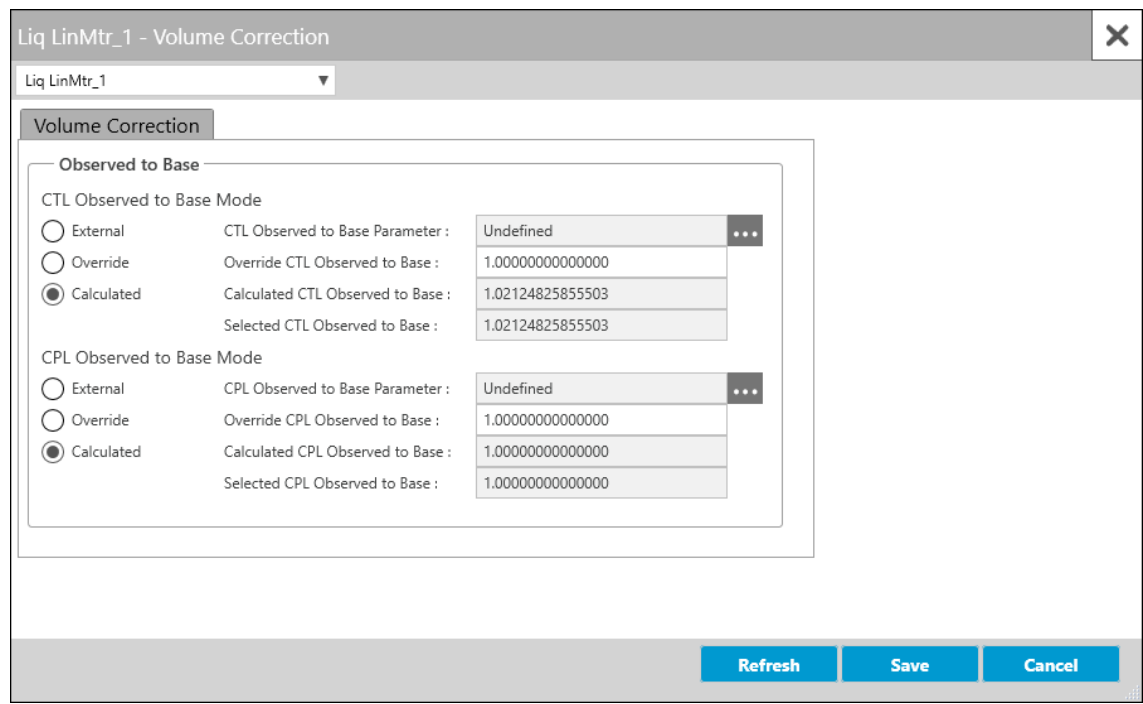 Liq LinMtr_1 - Volume Correction
Liq LinMtr_1
Volume Correction
Observed to Base
CTL Observed to Base Mode
External CTL Observed to Base Parameter : Undefined ...
Override Override CTL Observed to Base : 1.00000000000000
Calculated Calculated CTL Observed to Base : 1.02124825855503
Selected CTL Observed to Base : 1.02124825855503
CPL Observed to Base Mode
External CPL Observed to Base Parameter : Undefined ...
Override Override CPL Observed to Base : 1.00000000000000
Calculated Calculated CPL Observed to Base : 1.00000000000000
Selected CPL Observed to Base : 1.00000000000000
Refresh Save Cancel